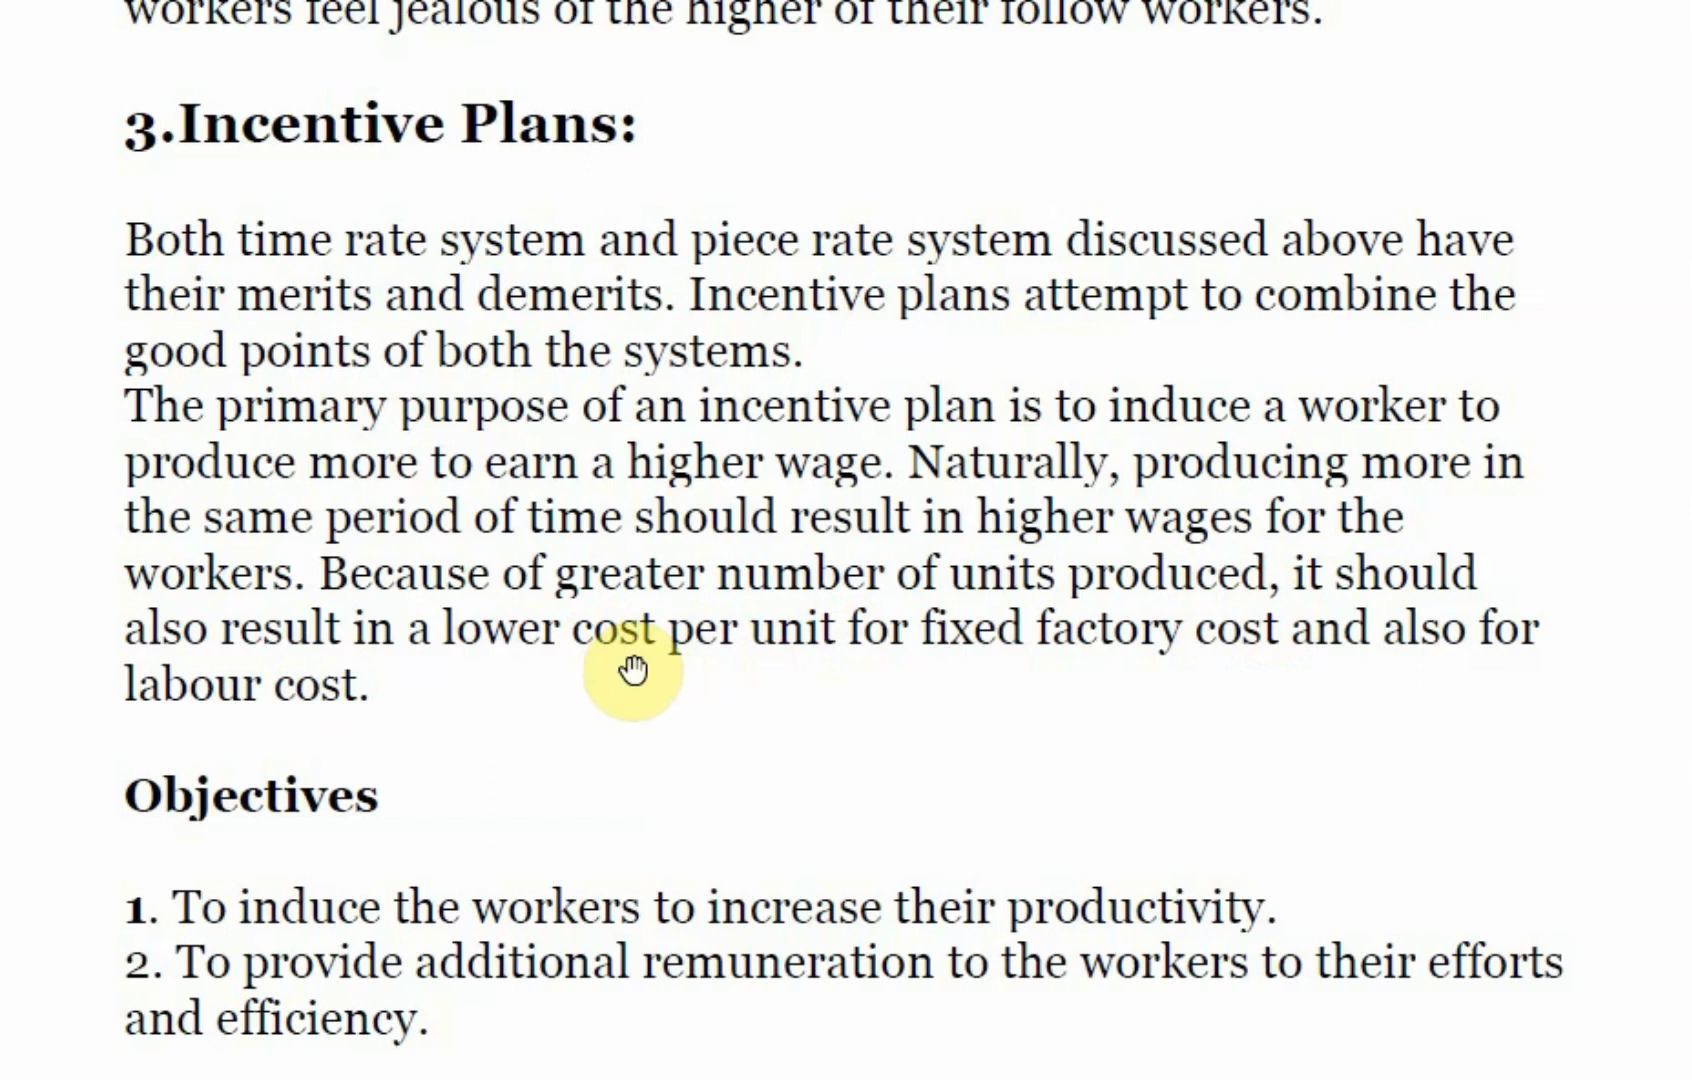 workers feel jealous of the higher of their follow workers.
3.Incentive Plans:
Both time rate system and piece rate system discussed above have
their merits and demerits. Incentive plans attempt to combine the
good points of both the systems.
The primary purpose of an incentive plan is to induce a worker to
produce more to earn a higher wage. Naturally, producing more in
the same period of time should result in higher wages for the
workers. Because of greater number of units produced, it should
also result in a lower cost per unit for fixed factory cost and also for
labour cost.
Objectives
1. To induce the workers to increase their productivity.
2. To provide additional remuneration to the workers to their efforts
and efficiency.